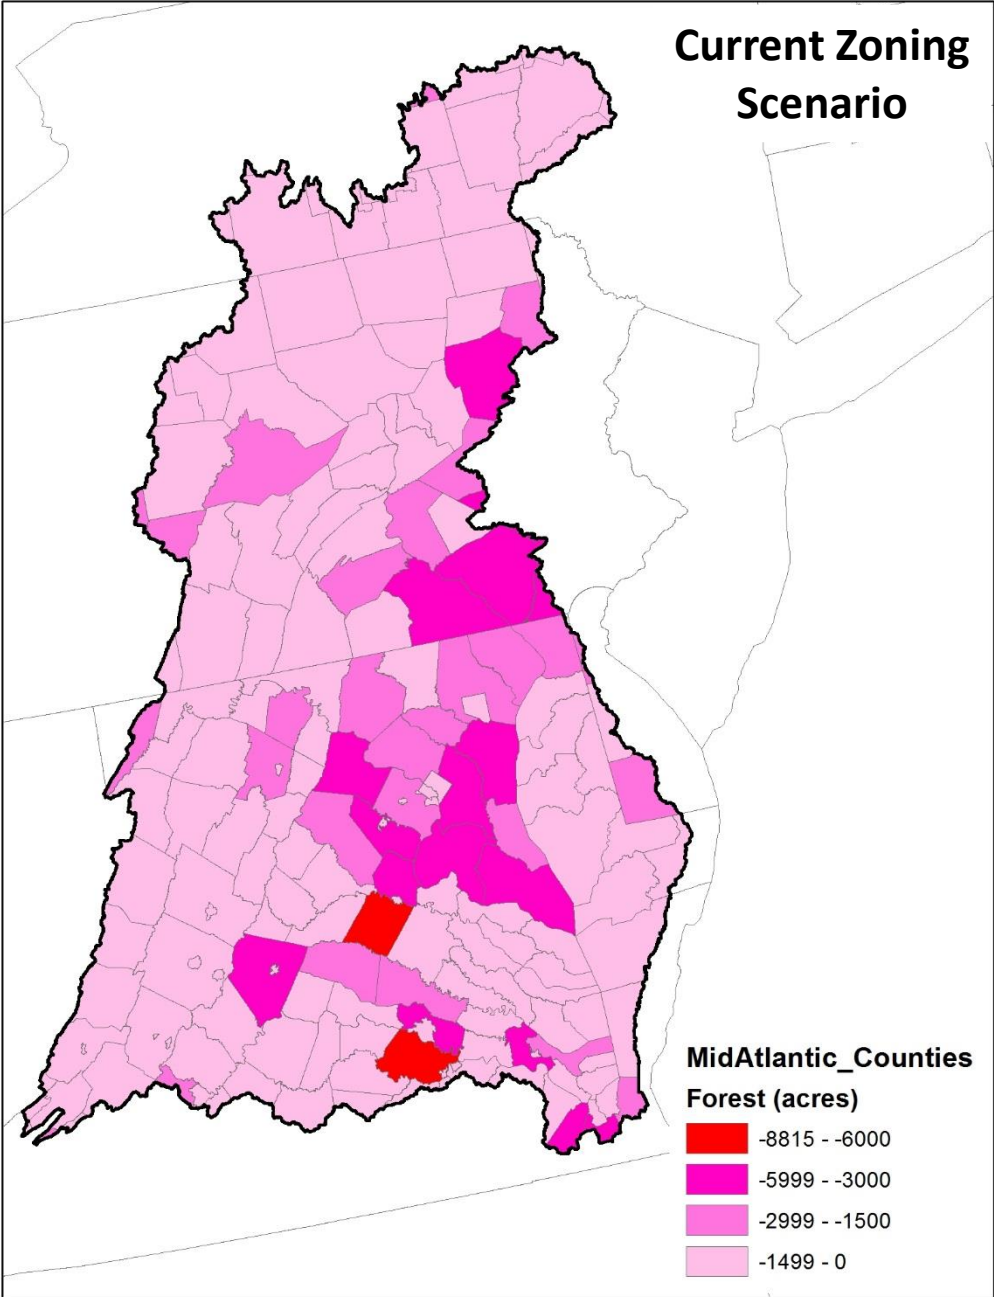 Current Zoning
Scenario
MidAtlantic_Counties
Forest (acres)
-8815 - -6000
-5999 - -3000
-2999 - -1500
-1499 - 0